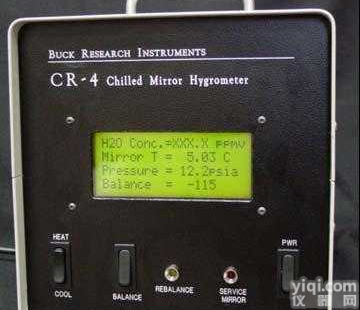 BUCK RESEARCH INSTRUMENTS
CR-4 Chilled Mirror Hygrometer
H2O Conc.=XXX.X ppmv
Mirror T = 5.03 C
Pressure = 12.2psia
Balance = -115
HEAT
COOL
BALANCE
REBALANCE
SERVICE
MIRROR
PWR
yiqi.com
仪器网